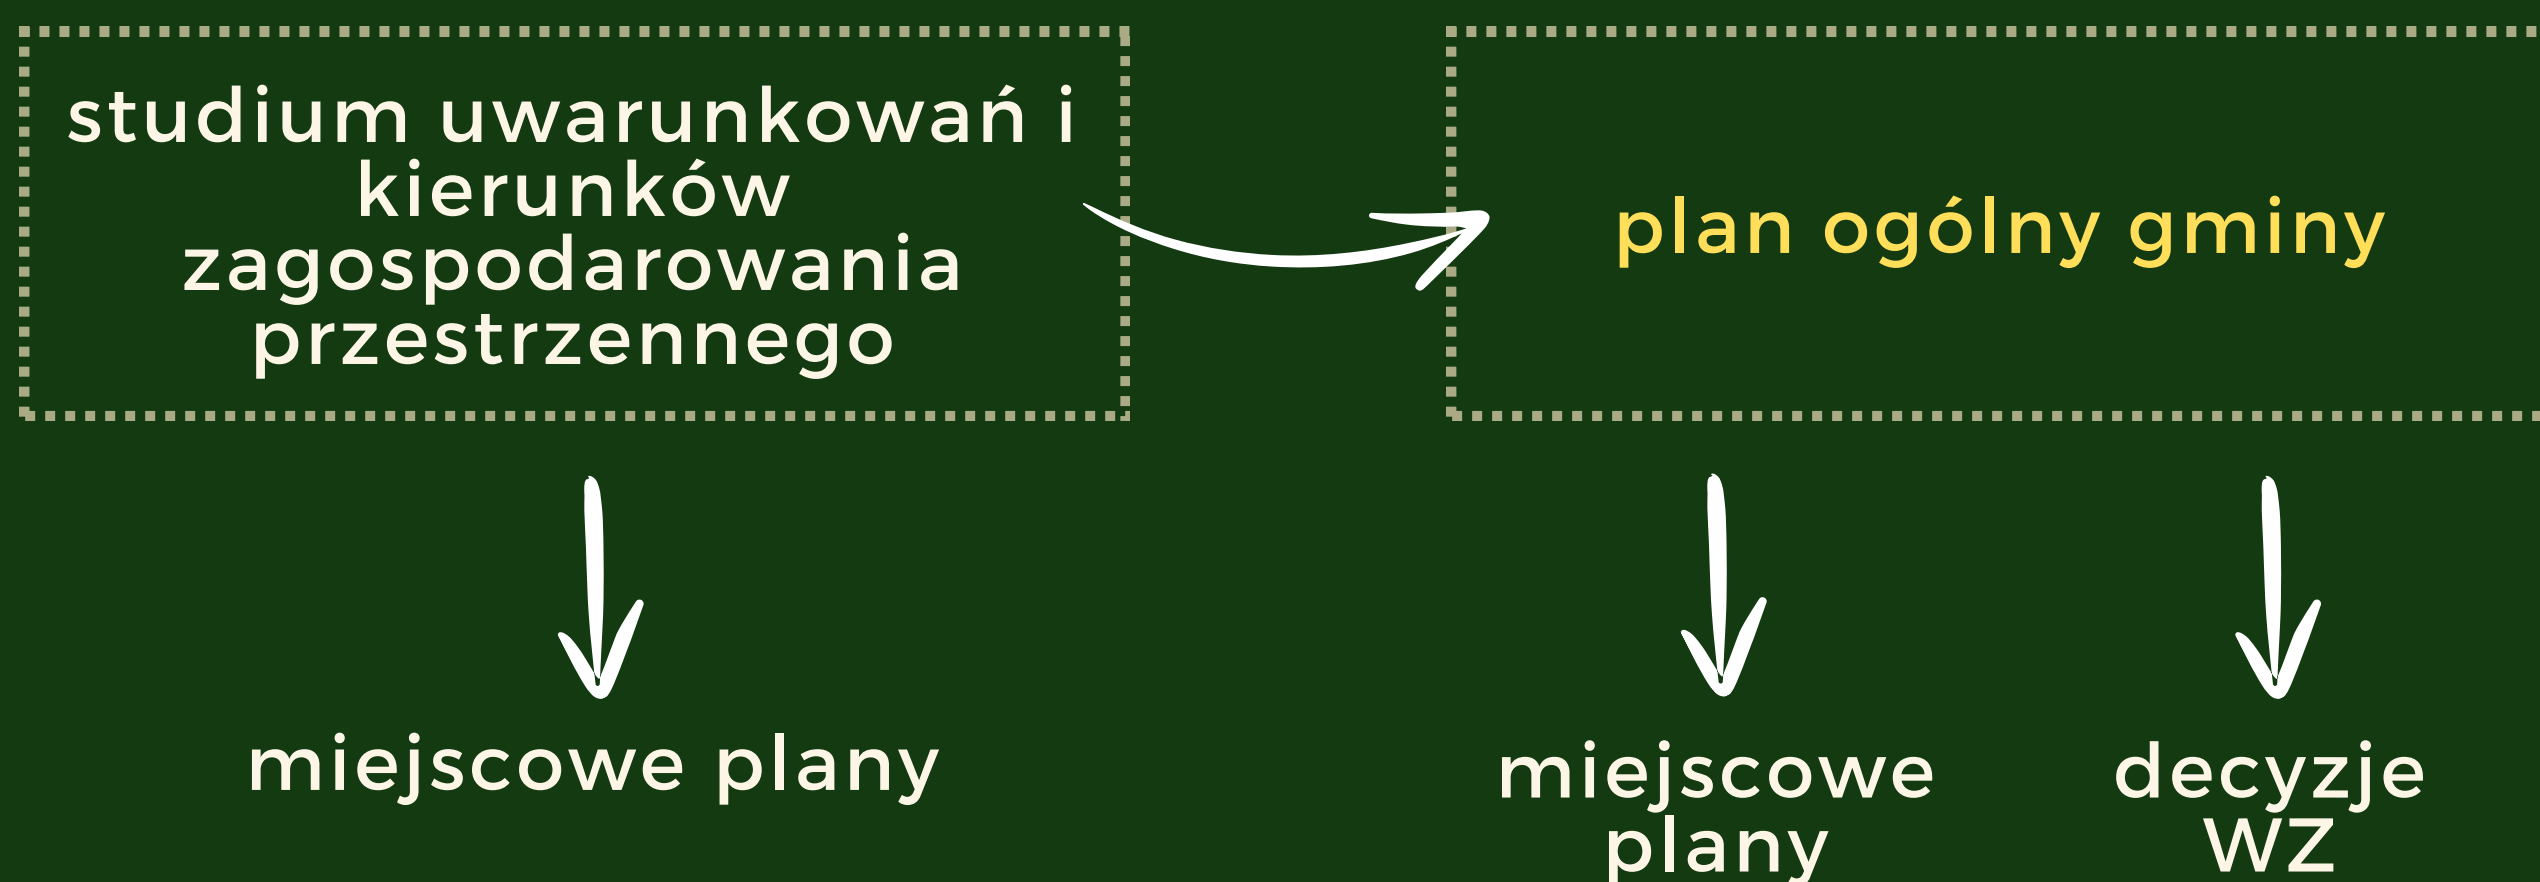 studium uwarunkowań i
kierunków
zagospodarowania
przestrzennego
plan ogólny gminy
miejscowe plany
miejscowe
plany
decyzje
WZ